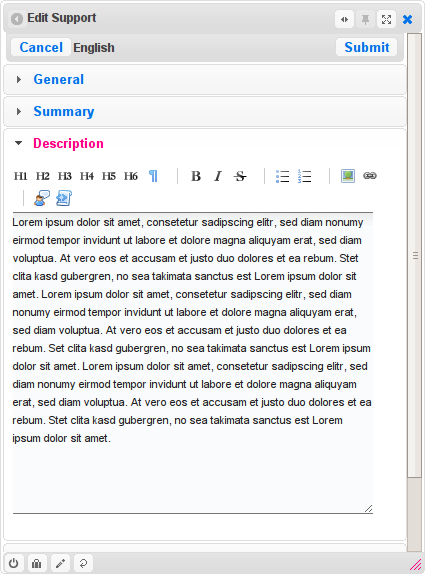 Edit Support
Cancel English Submit
General
Summary
Description
H1 H2 H3 H4 H5 H6 ¶ B I S
Lorem ipsum dolor sit amet, consetetur sadipscing elitr, sed diam nonumy
eirmod tempor invidunt ut labore et dolore magna aliquyam erat, sed diam
voluptua. At vero eos et accusam et justo duo dolores et ea rebum. Stet
clita kasd gubergren, no sea takimata sanctus est Lorem ipsum dolor sit
amet. Lorem ipsum dolor sit amet, consetetur sadipscing elitr, sed diam
nonumy eirmod tempor invidunt ut labore et dolore magna aliquyam erat,
sed diam voluptua. At vero eos et accusam et justo duo dolores et ea
rebum. Stet clita kasd gubergren, no sea takimata sanctus est Lorem ipsum
dolor sit amet. Lorem ipsum dolor sit amet, consetetur sadipscing elitr, sed
diam nonumy eirmod tempor invidunt ut labore et dolore magna aliquyam
erat, sed diam voluptua. At vero eos et accusam et justo duo dolores et ea
rebum. Stet clita kasd gubergren, no sea takimata sanctus est Lorem
ipsum dolor sit amet.